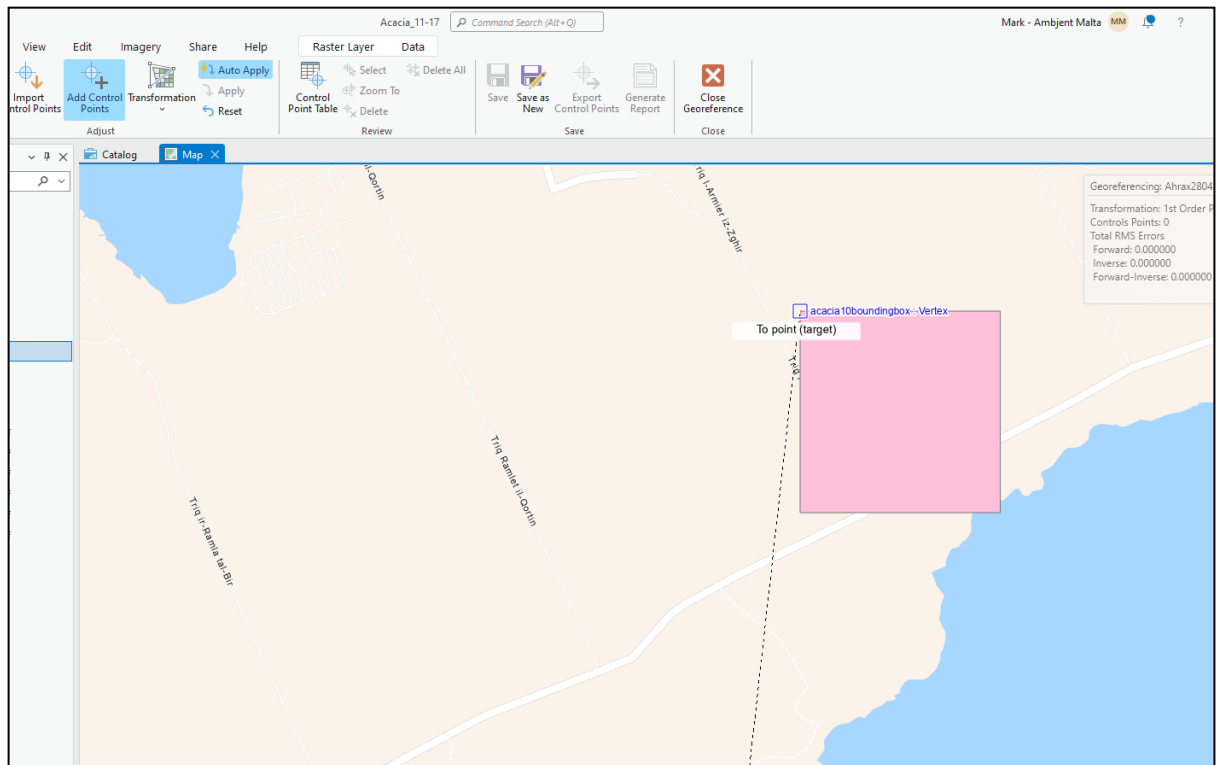 Acacia_11-17
Command Search (Alt+Q)
Mark - Ambjent Malta
MM
?
View
Edit
Imagery
Share
Help
Raster Layer
Data
Import
ntrol Points
Add Control
Points
Transformation
Auto Apply
Apply
Reset
Adjust
Control
Point Table
Select
Zoom To
Delete
Delete All
Review
Save
Save as
New
Export
Control Points
Generate
Report
Save
Close
Georeference
Close
Catalog
Map
il-Qortin
Triq l-Armier iż-Żgħir
Georeferencing: Ahrax2804
Transformation: 1st Order P
Controls Points: 0
Total RMS Errors
Forward: 0.000000
Inverse: 0.000000
Forward-Inverse: 0.000000
acacia10boundingbox: Vertex
To point (target)
Triq Ramlet il-Qortin
Triq ir-Ramla tal-Bir